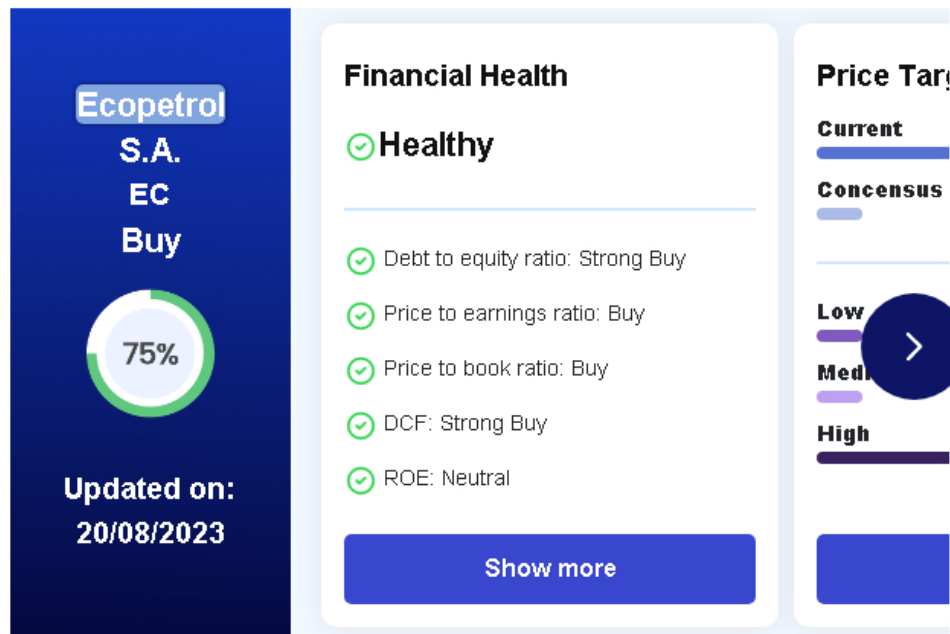 Ecopetrol
S.A.
EC
Buy
75%
Updated on:
20/08/2023
Financial Health
Healthy
Debt to equity ratio: Strong Buy
Price to earnings ratio: Buy
Price to book ratio: Buy
DCF: Strong Buy
ROE: Neutral
Show more
Price
Current
Concensus
Low
High